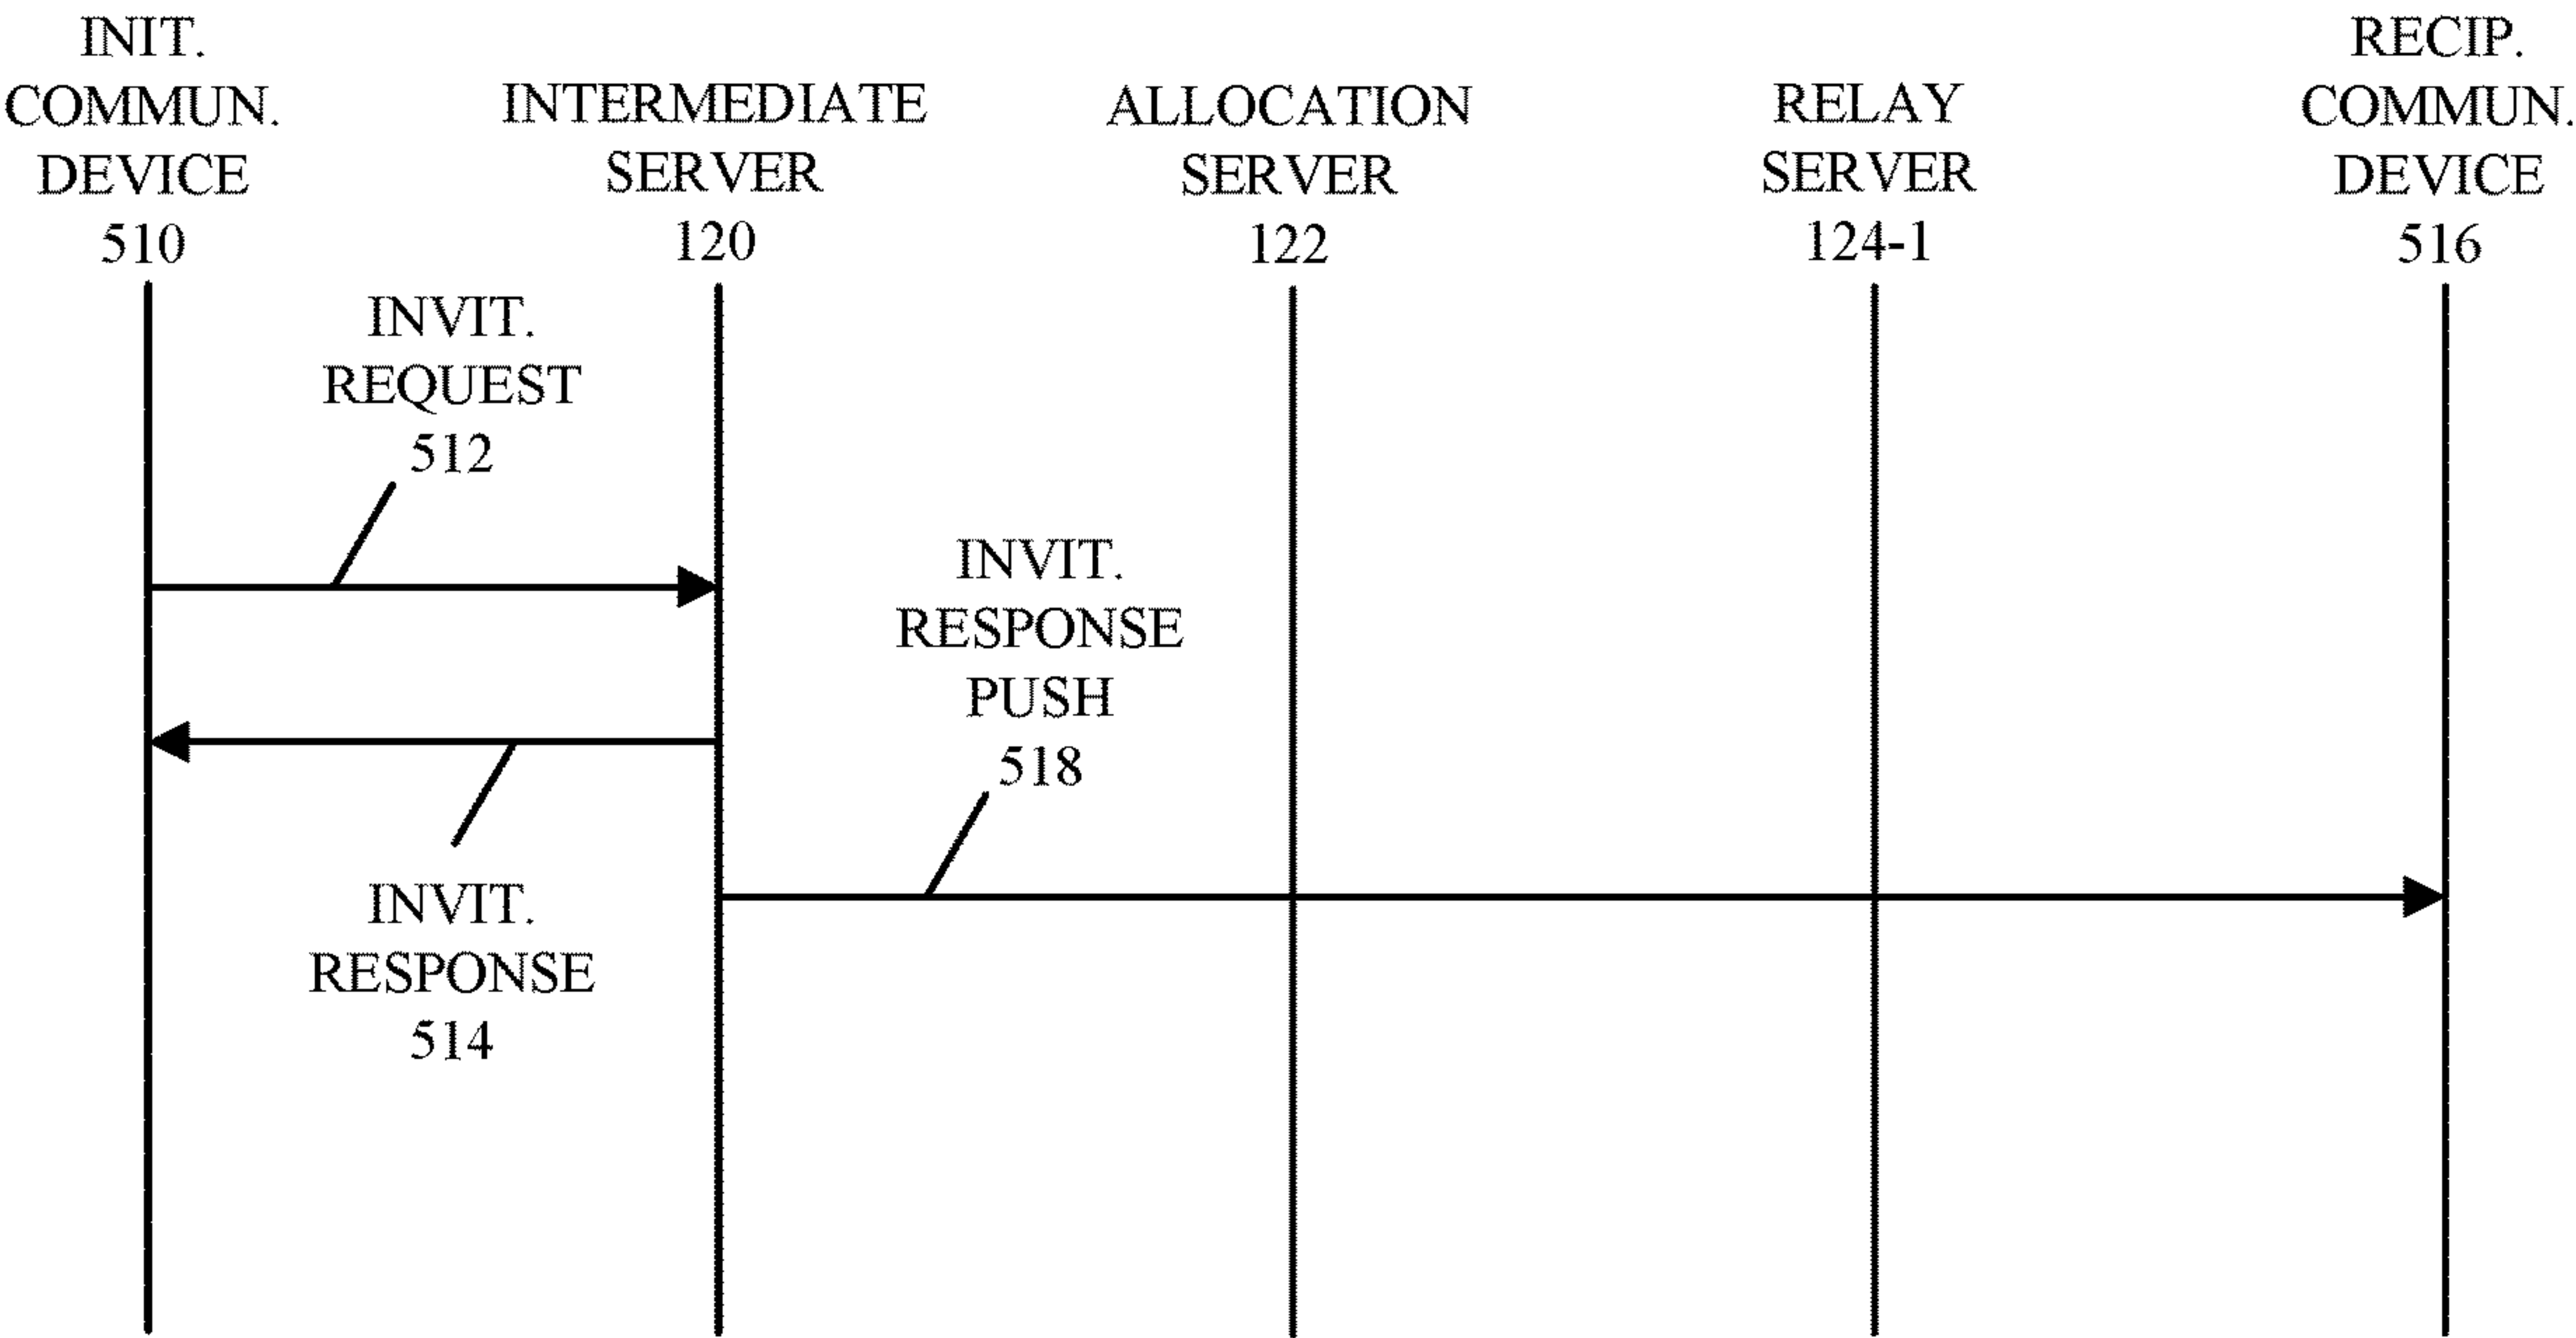 INIT.
COMMUN.
DEVICE
510
INTERMEDIATE
SERVER
120
ALLOCATION
SERVER
122
RELAY
SERVER
124-1
RECIP.
COMMUN.
DEVICE
516
INVIT.
REQUEST
512
INVIT.
RESPONSE
PUSH
518
INVIT.
RESPONSE
514